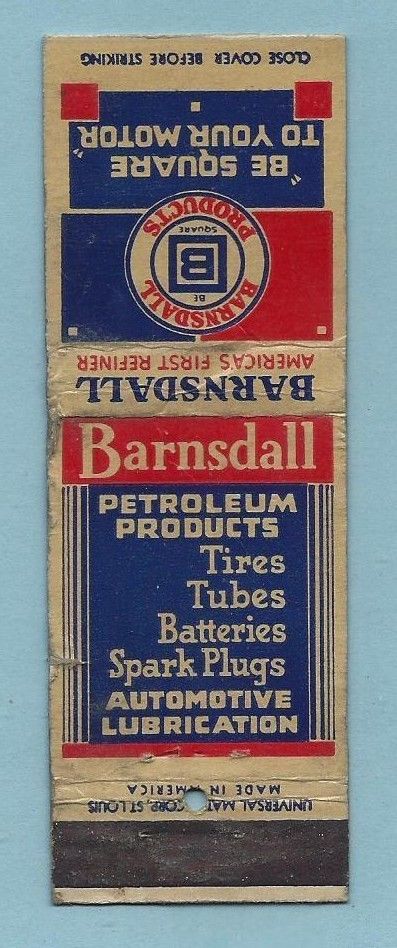 CLOSE COVER BEFORE STRIKING
"BE SQUARE
TO YOUR MOTOR"
BARNSDALL
BE
B
SQUARE
PRODUCTS
BARNSDALL
AMERICA'S FIRST REFINER
Barnsdall
PETROLEUM
PRODUCTS
Tires
Tubes
Batteries
Spark Plugs
AUTOMOTIVE
LUBRICATION
UNIVERSAL CORP. ST. LOUIS
MADE IN AMERICA